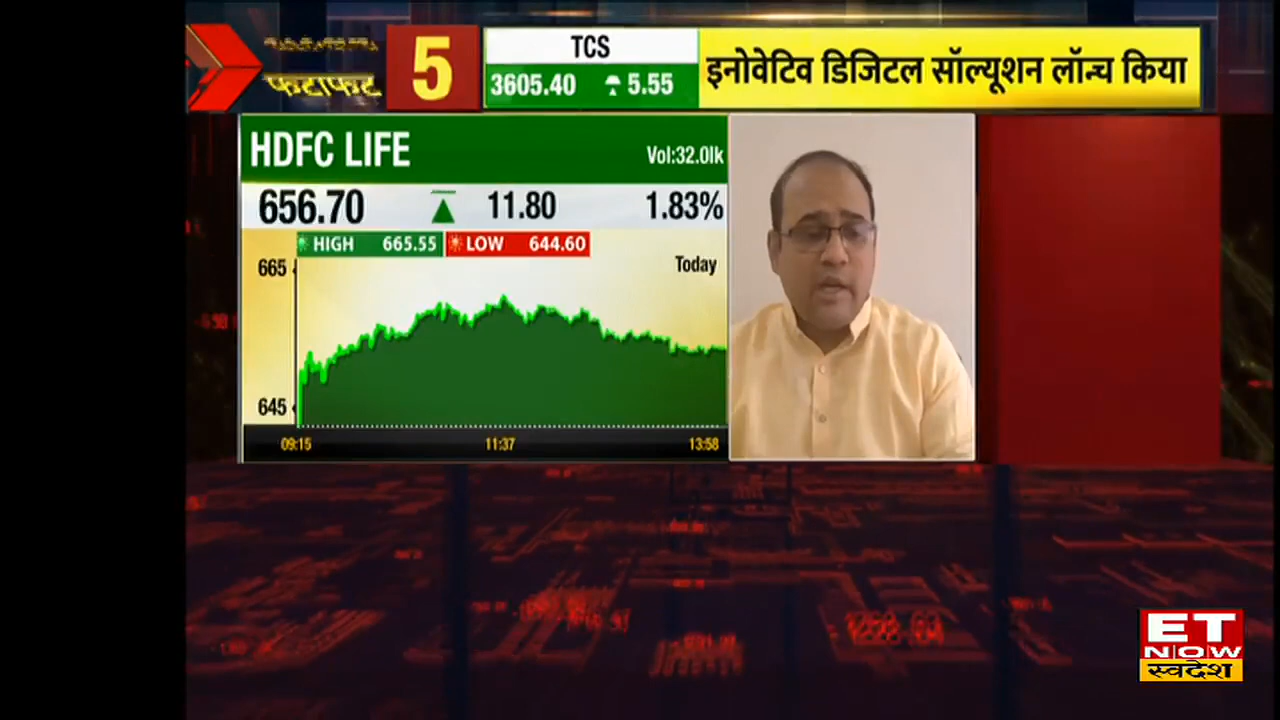 फटाफट
5
TCS
3605.40 5.55
इनोवेटिव डिजिटल सॉल्यूशन लॉन्च किया
HDFC LIFE
Vol:32.0lk
656.70 11.80 1.83%
HIGH 665.55 LOW 644.60
Today
665
645
09:15 11:37 13:58
ET
NOW
स्वदेश